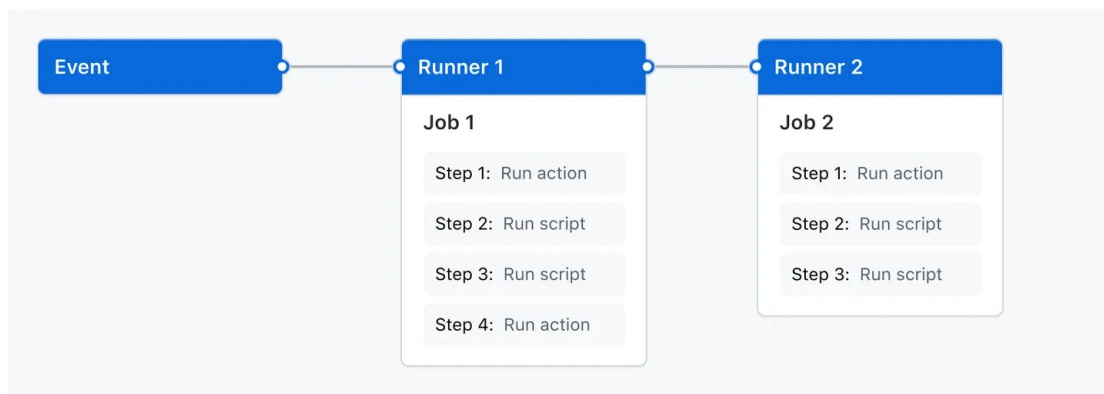 Event
Runner 1
Job 1
Step 1: Run action
Step 2: Run script
Step 3: Run script
Step 4: Run action
Runner 2
Job 2
Step 1: Run action
Step 2: Run script
Step 3: Run script